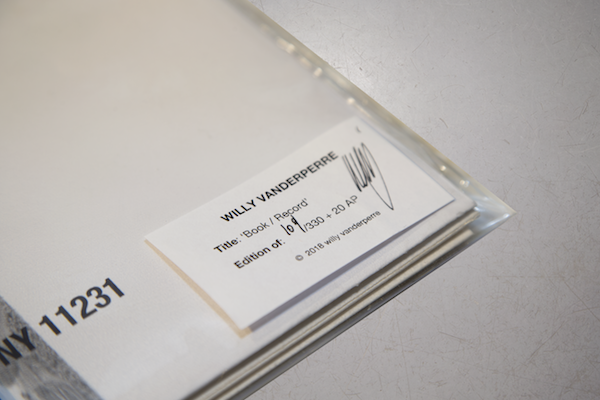 WILLY VANDERPERRE
Title: 'Book / Record'
Edition of: 109/330 + 20 AP
© 2018 willy vanderperre
NY 11231